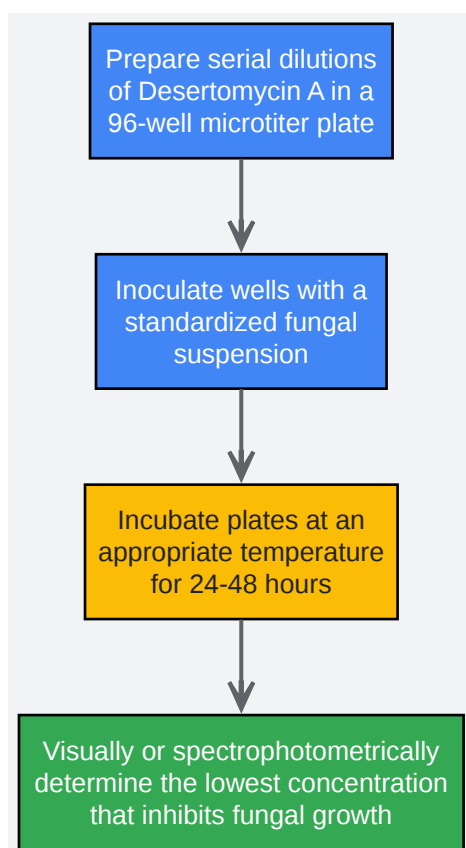 Prepare serial dilutions
of Desertomycin A in a
96-well microtiter plate
Inoculate wells with a
standardized fungal
suspension
Incubate plates at an
appropriate temperature
for 24-48 hours
Visually or spectrophotometrically
determine the lowest concentration
that inhibits fungal growth